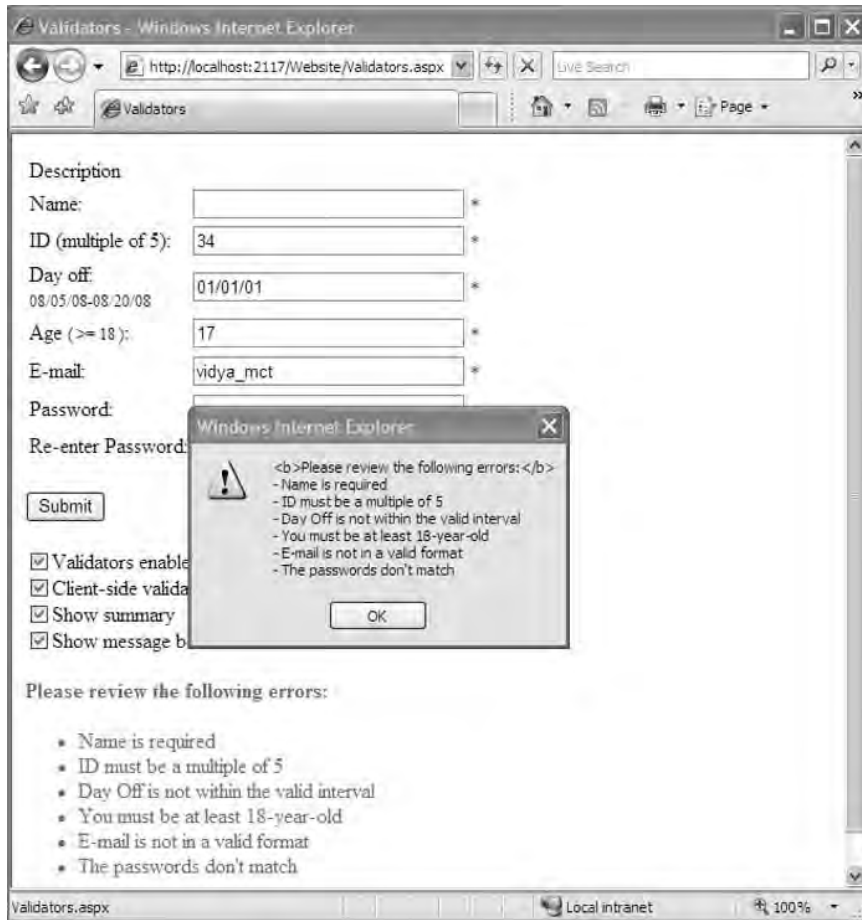 Validators - Windows Internet Explorer
http://localhost:2117/Website/Validators.aspx
Live Search
Validators
Page
»
Description
Name: *
ID (multiple of 5): 34 *
Day off: 01/01/01 *
08/05/08-08/20/08
Age ( >= 18 ): 17 *
E-mail: vidya_mct *
Password:
Re-enter Password:
Windows Internet Explorer
<b>Please review the following errors:</b>
- Name is required
- ID must be a multiple of 5
- Day Off is not within the valid interval
- You must be at least 18-year-old
- E-mail is not in a valid format
- The passwords don't match
OK
Submit
Validators enable
Client-side valida
Show summary
Show message b
Please review the following errors:
• Name is required
• ID must be a multiple of 5
• Day Off is not within the valid interval
• You must be at least 18-year-old
• E-mail is not in a valid format
• The passwords don't match
Validators.aspx
Local intranet
100%